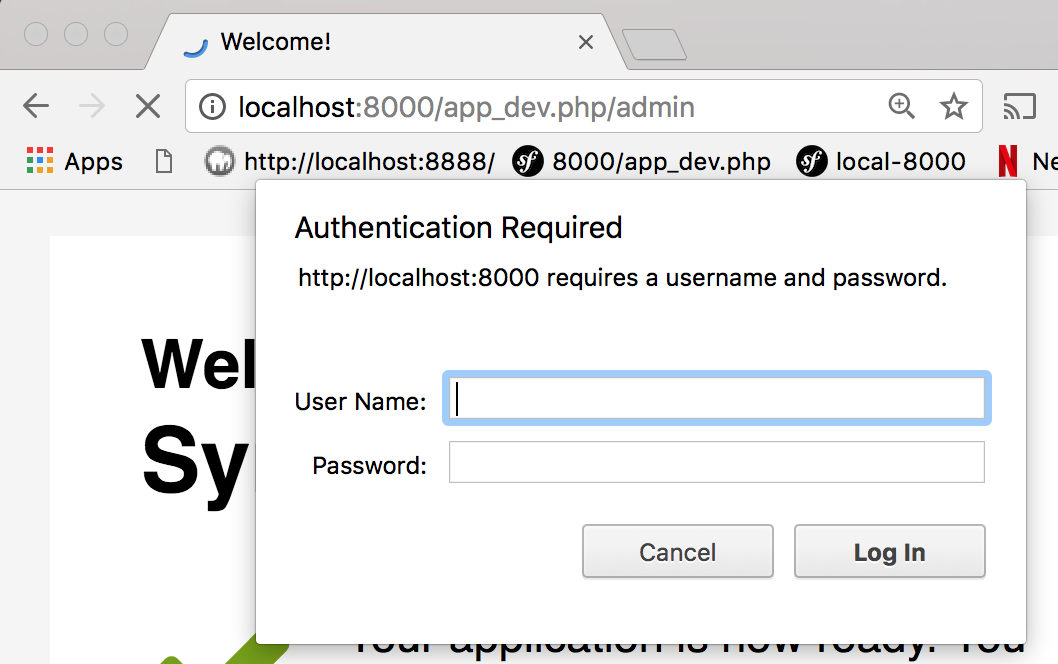 Welcome!
localhost:8000/app_dev.php/admin
Apps http://localhost:8888/ sf 8000/app_dev.php sf local-8000 N Ne
Authentication Required
http://localhost:8000 requires a username and password.
Wel
User Name:
Sy
Password:
Cancel Log In
Your application is now ready. You